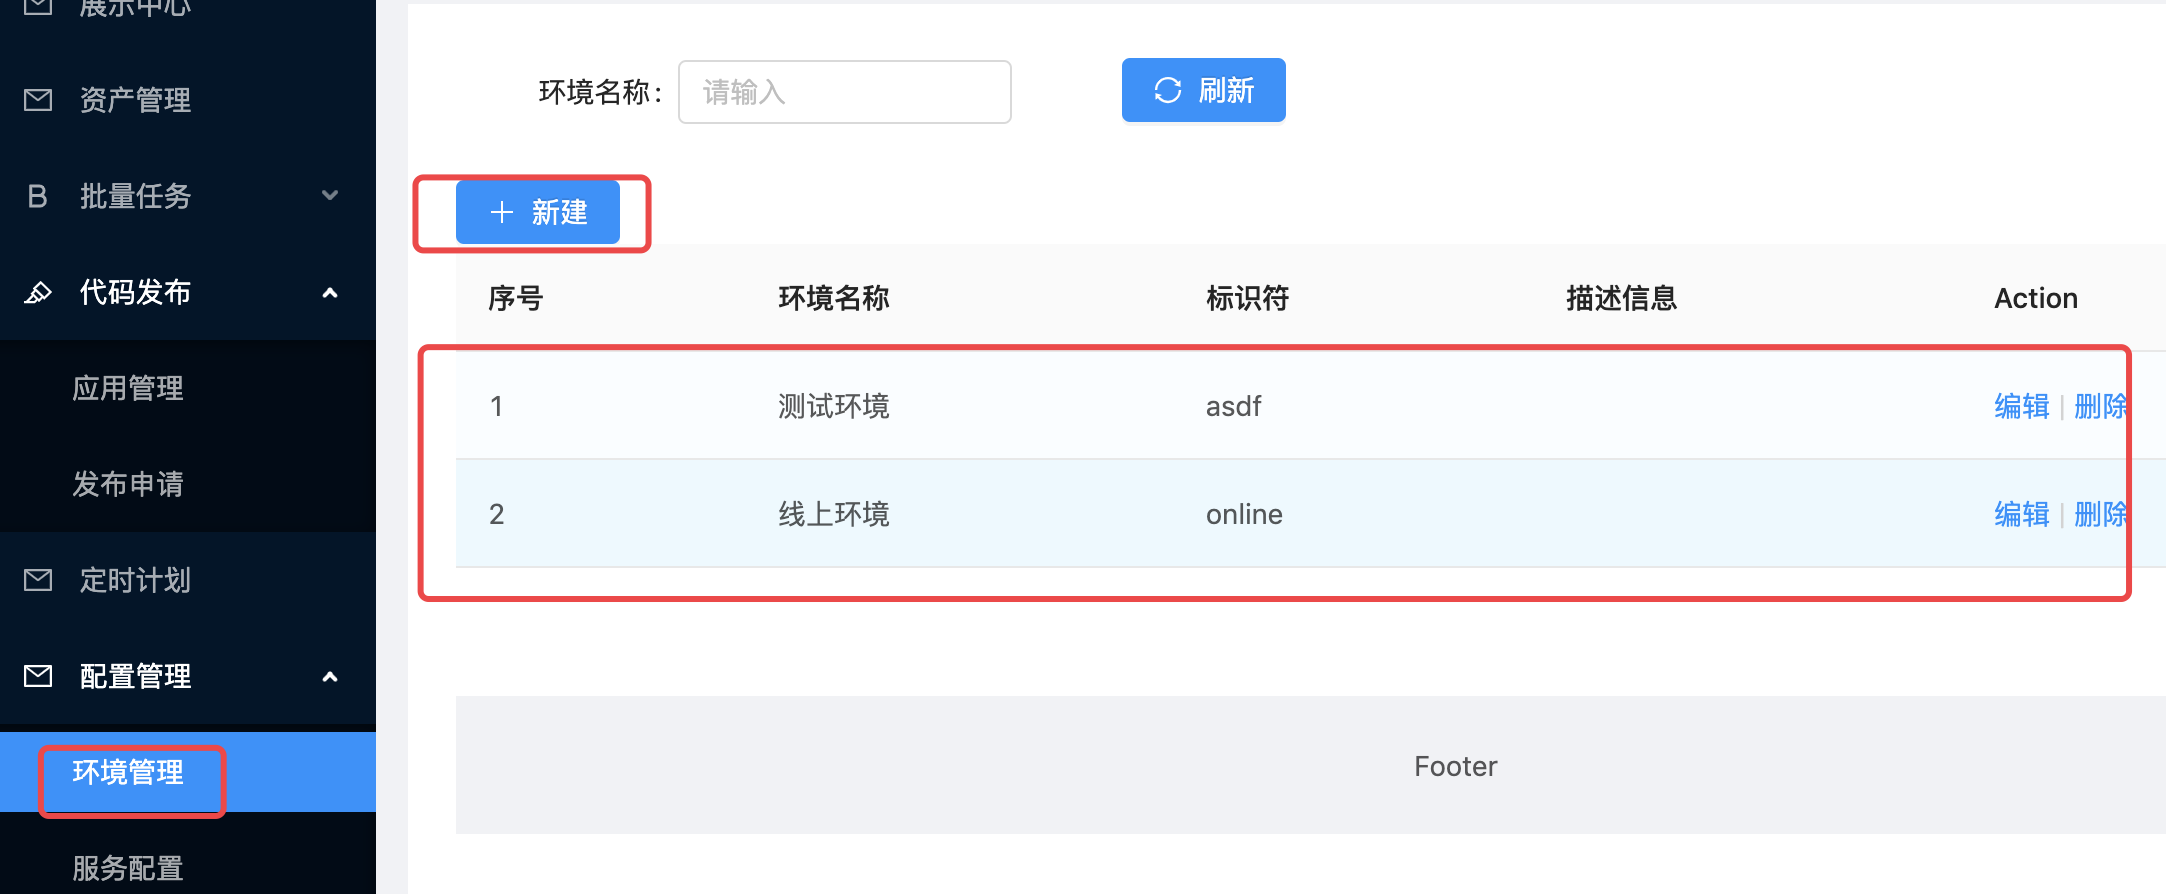 展示中心
资产管理
B 批量任务
代码发布
应用管理
发布申请
定时计划
配置管理
环境管理
服务配置
环境名称: 请输入 刷新
+ 新建
序号 环境名称 标识符 描述信息 Action
1 测试环境 asdf 编辑 | 删除
2 线上环境 online 编辑 | 删除
Footer